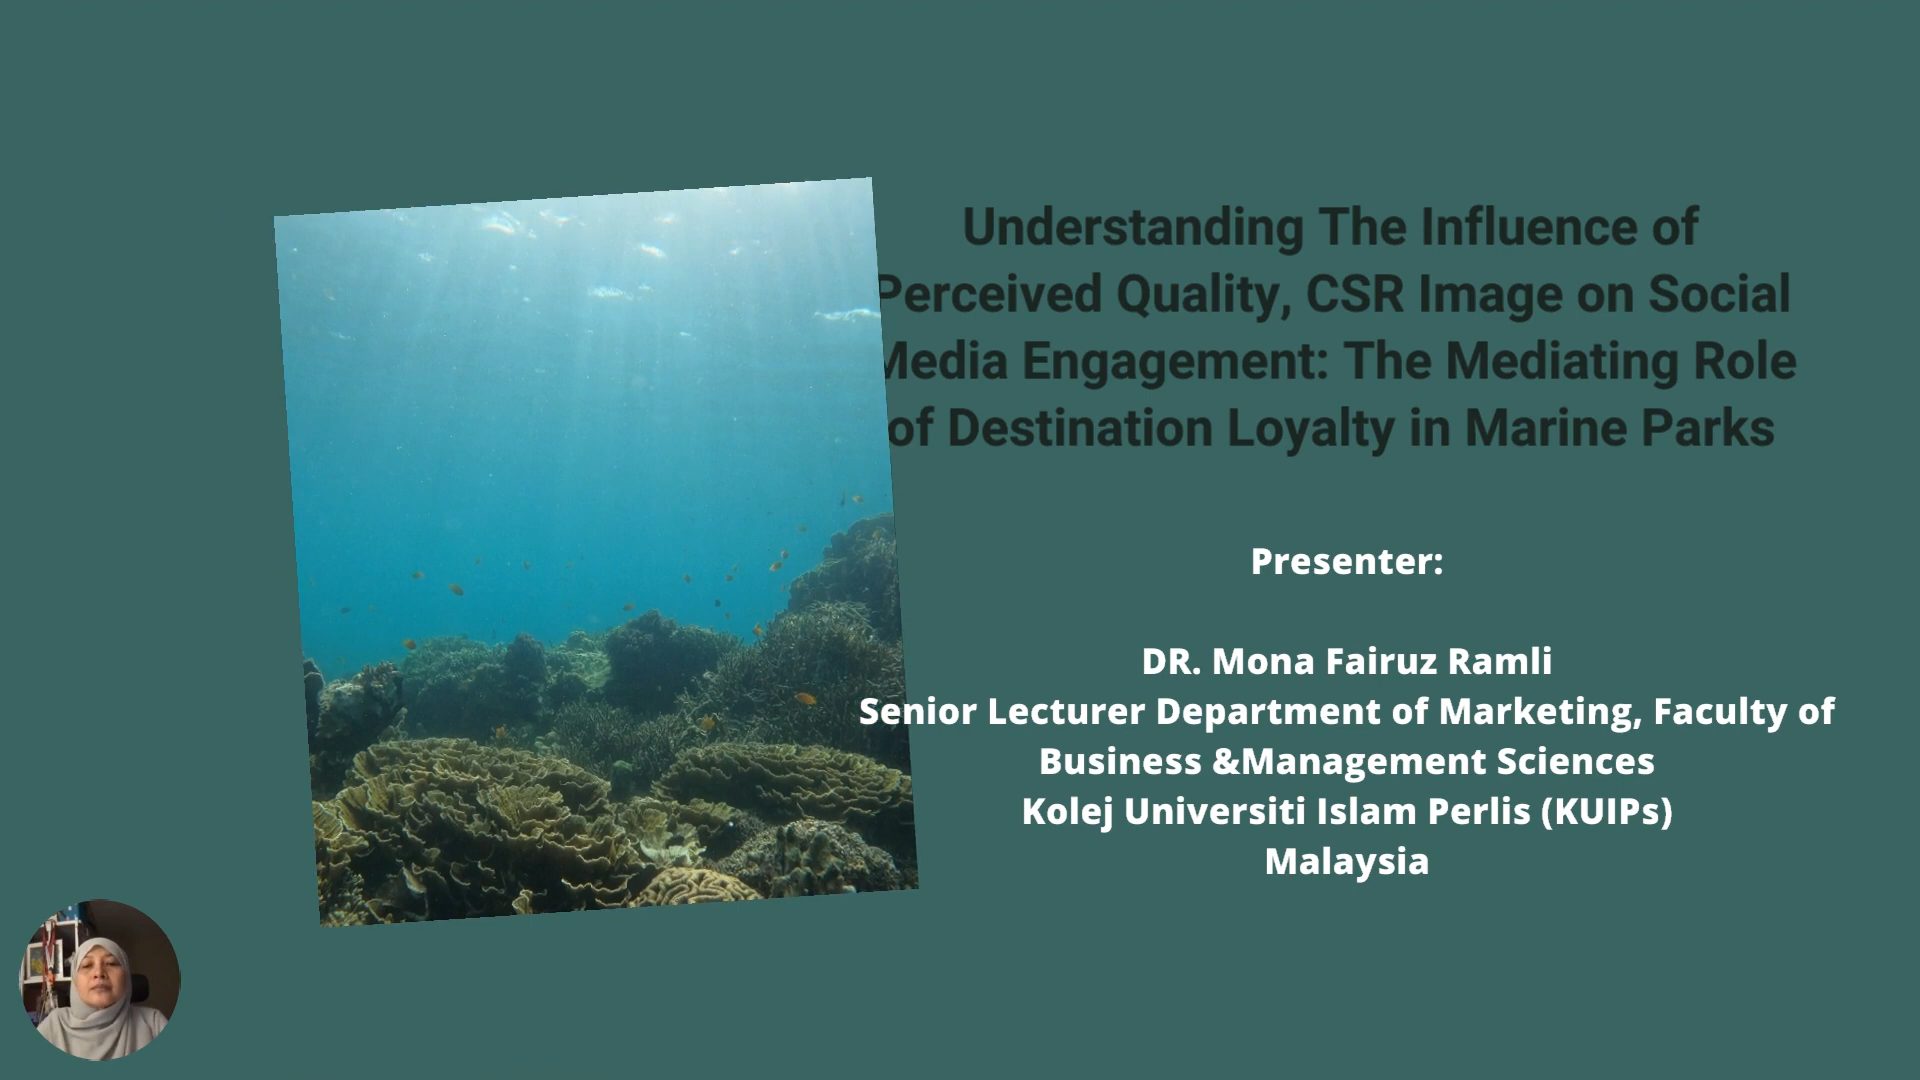 Understanding The Influence of
Perceived Quality, CSR Image on Social
Media Engagement: The Mediating Role
of Destination Loyalty in Marine Parks
Presenter:
DR. Mona Fairuz Ramli
Senior Lecturer Department of Marketing, Faculty of
Business &Management Sciences
Kolej Universiti Islam Perlis (KUIPs)
Malaysia